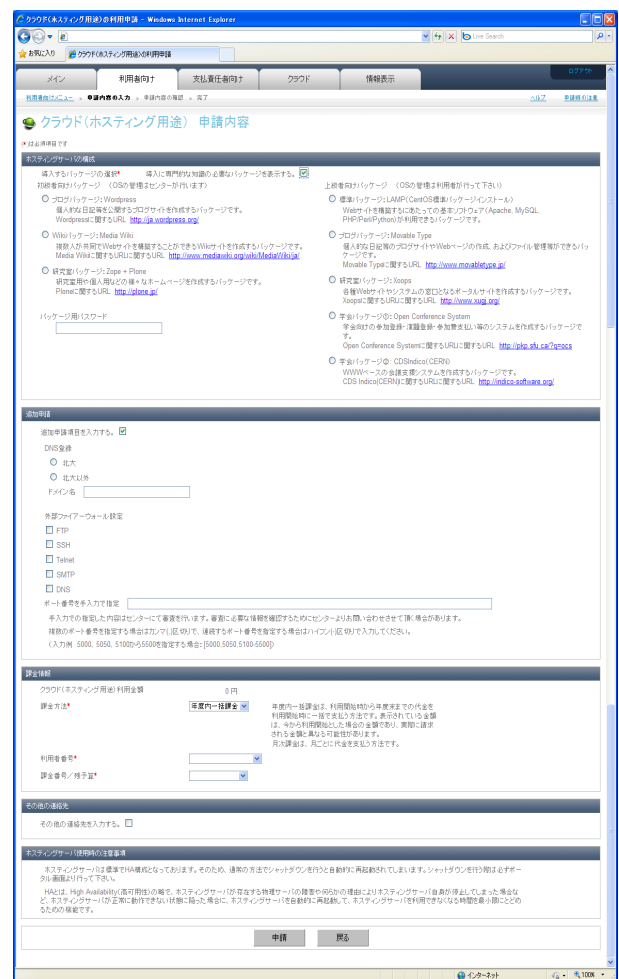 クラウド(ホスティング用途)の利用申請 - Windows Internet Explorer
Live Search
お気に入り
クラウド(ホスティング用途)の利用申請
ログアウト
メイン 利用者向け 支払責任者向け クラウド 情報表示
利用者向けメニュー > 申請内容の入力 > 申請内容の確認 > 完了
ヘルプ 申請時の注意
クラウド(ホスティング用途) 申請内容
* は必須項目です
ホスティングサーバの構成
導入するパッケージの選択* 導入に専門的な知識の必要なパッケージを表示する。
初級者向けパッケージ (OSの管理はセンターが行います)
ブログパッケージ: Wordpress
個人的な日記等を公開するブログサイトを作成するパッケージです。
Wordpressに関するURL http://ja.wordpress.org/
Wikiパッケージ: Media Wiki
複数人が共同でWebサイトを構築することができるWikiサイトを作成するパッケージです。
Media Wikiに関するURLに関するURL http://www.mediawiki.org/wiki/MediaWiki/ja/
研究室パッケージ: Zope + Plone
研究室用や個人用などの様々なホームページを作成するパッケージです。
Ploneに関するURL http://plone.jp/
パッケージ用パスワード
上級者向けパッケージ (OSの管理は利用者が行って下さい)
標準パッケージ: LAMP(CentOS標準パッケージインストール)
Webサイトを構築するにあたっての基本ソフトウェア(Apache, MySQL,
PHP/Perl/Python)が利用できるパッケージです。
ブログパッケージ: Movable Type
個人的な日記等のブログサイトやWebページの作成, およびファイル管理等ができるパッ
ケージです。
Movable Typeに関するURL http://www.movabletype.jp/
研究室パッケージ: Xoops
各種Webサイトやシステムの窓口となるポータルサイトを作成するパッケージです。
Xoopsに関するURLに関するURL http://www.xugj.org/
学会パッケージ①: Open Conference System
学会向けの参加登録・演題登録・参加費支払い等のシステムを作成するパッケージで
す。
Open Conference Systemに関するURLに関するURL http://pkp.sfu.ca/?q=ocs
学会パッケージ②: CDSIndico(CERN)
WWWベースの会議支援システムを作成するパッケージです。
CDS Indico(CERN)に関するURLに関するURL http://indico-software.org/
追加申請
追加申請項目を入力する。
DNS登録
北大
北大以外
ドメイン名
外部ファイアーウォール設定
FTP
SSH
Telnet
SMTP
DNS
ポート番号を手入力で指定
手入力での指定した内容はセンターにて審査を行います。審査に必要な情報を確認するためにセンターよりお問い合わせさせて頂く場合があります。
複数のポート番号を指定する場合はカンマ(,)区切りで、連続するポート番号を指定する場合はハイフン(-)区切りで入力してください。
(入力例 5000, 5050, 5100から5500を指定する場合: [5000,5050,5100-5500])
課金情報
クラウド(ホスティング用途)利用金額 0 円
課金方法* 年度内一括課金
年度内一括課金は、利用開始時から年度末までの代金を
利用開始時に一括で支払う方法です。表示されている金額
は、今から利用開始とした場合の金額であり、実際に請求
される金額と異なる可能性があります。
月次課金は、月ごとに代金を支払う方法です。
利用者番号*
課金番号/残予算*
その他の連絡先
その他の連絡先を入力する。
ホスティングサーバ使用時の注意事項
ホスティングサーバは標準でHA構成となっております。そのため、通常の方法でシャットダウンを行うと自動的に再起動されてしまいます。シャットダウンを行う際は必ずポー
タル画面より行って下さい。
HAとは、High Availability(高可用性)の略で、ホスティングサーバが存在する物理サーバの障害や何らかの理由によりホスティングサーバ自身が停止してしまった場合な
ど、ホスティングサーバが正常に動作できない状態に陥った場合に、ホスティングサーバを自動的に再起動して、ホスティングサーバを利用できなくなる時間を最小限にとどめ
るための機能です。
申請 戻る
インターネット 100%